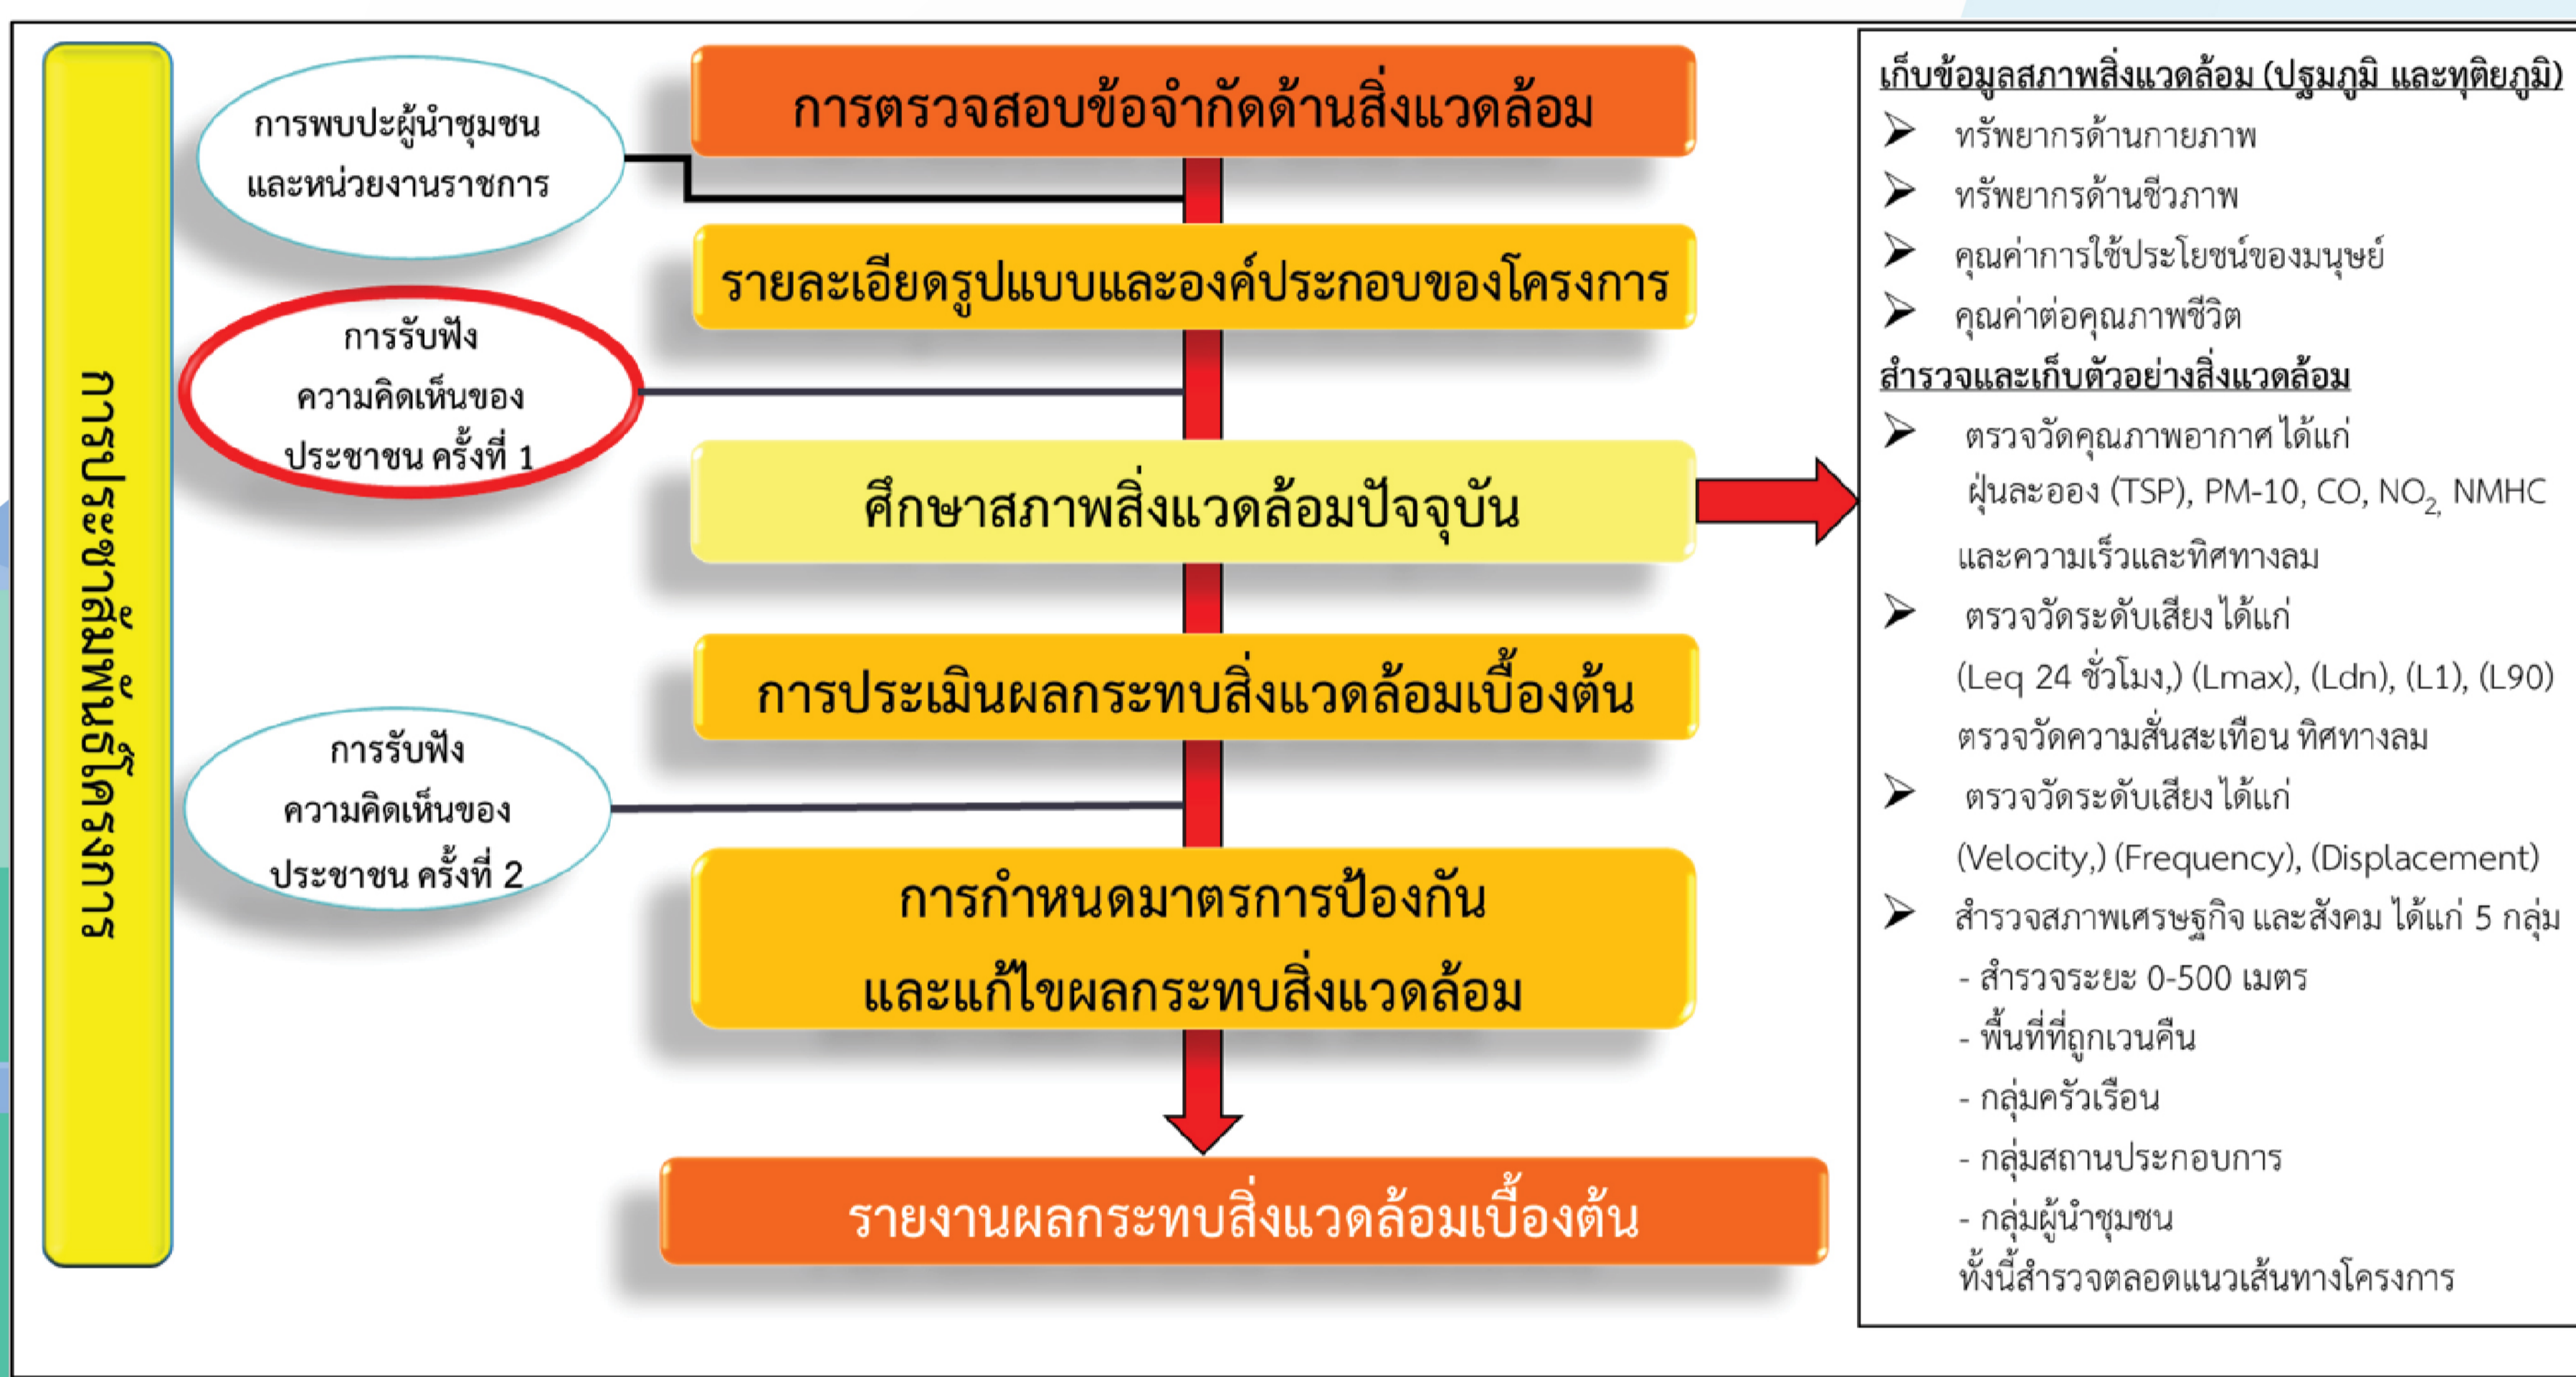 การประชาสัมพันธ์โครงการ
การพบปะผู้นำชุมชน
และหน่วยงานราชการ
การรับฟัง
ความคิดเห็นของ
ประชาชน ครั้งที่ 1
การรับฟัง
ความคิดเห็นของ
ประชาชน ครั้งที่ 2
การตรวจสอบข้อจำกัดด้านสิ่งแวดล้อม
รายละเอียดรูปแบบและองค์ประกอบของโครงการ
ศึกษาสภาพสิ่งแวดล้อมปัจจุบัน
การประเมินผลกระทบสิ่งแวดล้อมเบื้องต้น
การกำหนดมาตรการป้องกัน
และแก้ไขผลกระทบสิ่งแวดล้อม
รายงานผลกระทบสิ่งแวดล้อมเบื้องต้น
เก็บข้อมูลสภาพสิ่งแวดล้อม (ปฐมภูมิ และทุติยภูมิ)
➢ ทรัพยากรด้านกายภาพ
➢ ทรัพยากรด้านชีวภาพ
➢ คุณค่าการใช้ประโยชน์ของมนุษย์
➢ คุณค่าต่อคุณภาพชีวิต
สำรวจและเก็บตัวอย่างสิ่งแวดล้อม
➢ ตรวจวัดคุณภาพอากาศ ได้แก่
ฝุ่นละออง (TSP), PM-10, CO, NO₂, NMHC
และความเร็วและทิศทางลม
➢ ตรวจวัดระดับเสียง ได้แก่
(Leq 24 ชั่วโมง,) (Lmax), (Ldn), (L1), (L90)
ตรวจวัดความสั่นสะเทือน ทิศทางลม
➢ ตรวจวัดระดับเสียง ได้แก่
(Velocity,) (Frequency), (Displacement)
➢ สำรวจสภาพเศรษฐกิจ และสังคม ได้แก่ 5 กลุ่ม
- สำรวจระยะ 0-500 เมตร
- พื้นที่ที่ถูกเวนคืน
- กลุ่มครัวเรือน
- กลุ่มสถานประกอบการ
- กลุ่มผู้นำชุมชน
ทั้งนี้สำรวจตลอดแนวเส้นทางโครงการ